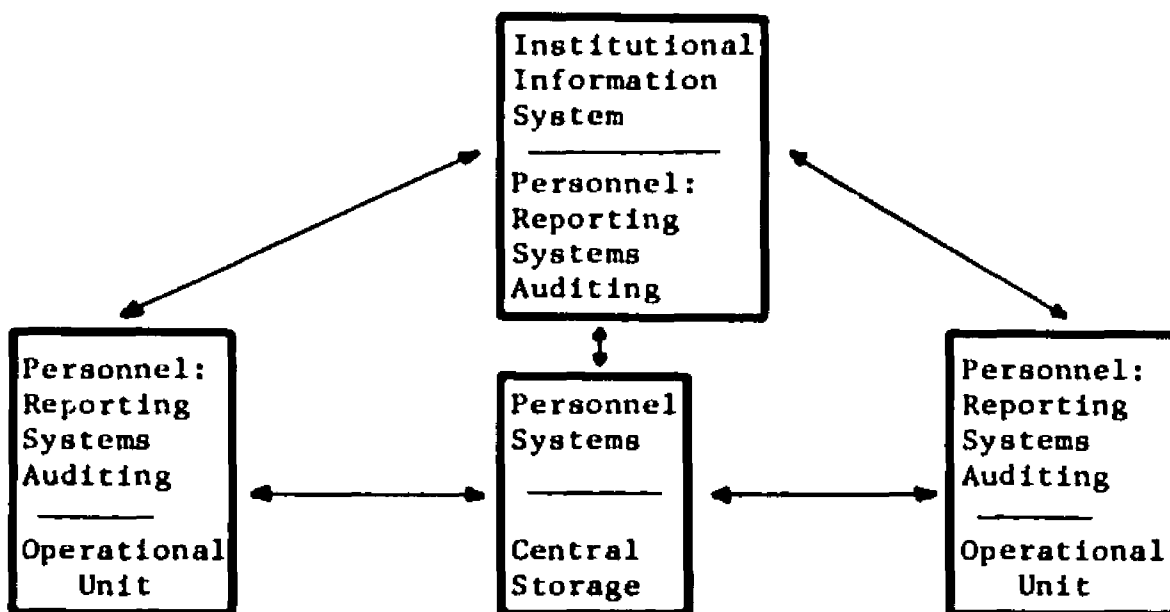 Institutional
Information
System
Personnel:
Reporting
Systems
Auditing
Personnel:
Reporting
Systems
Auditing
Operational
Unit
Personnel
Systems
Central
Storage
Personnel:
Reporting
Systems
Auditing
Operational
Unit